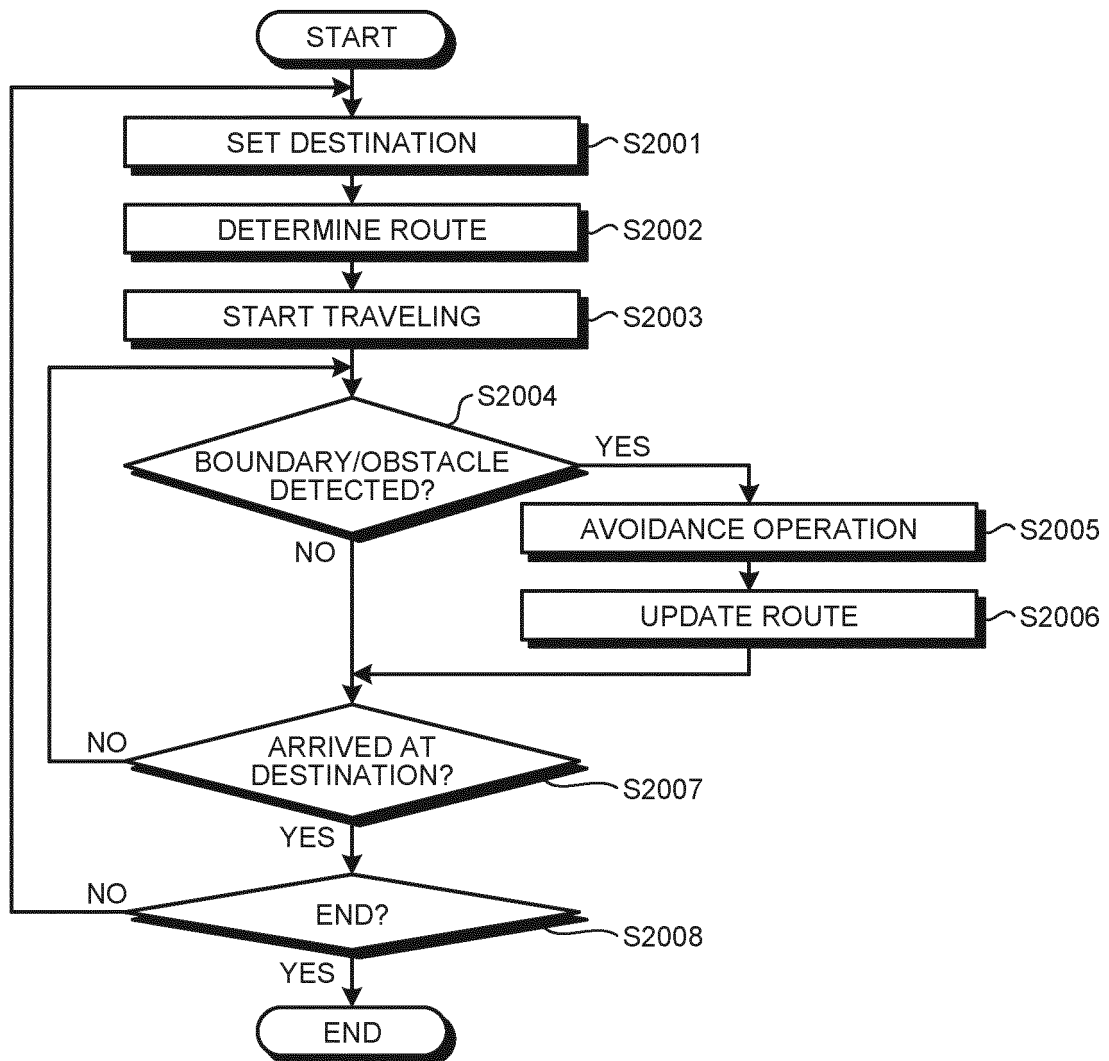 START
SET DESTINATION
S2001
DETERMINE ROUTE
S2002
START TRAVELING
S2003
S2004
BOUNDARY/OBSTACLE
DETECTED?
YES
NO
AVOIDANCE OPERATION
S2005
UPDATE ROUTE
S2006
NO
ARRIVED AT
DESTINATION?
S2007
YES
NO
END?
S2008
YES
END